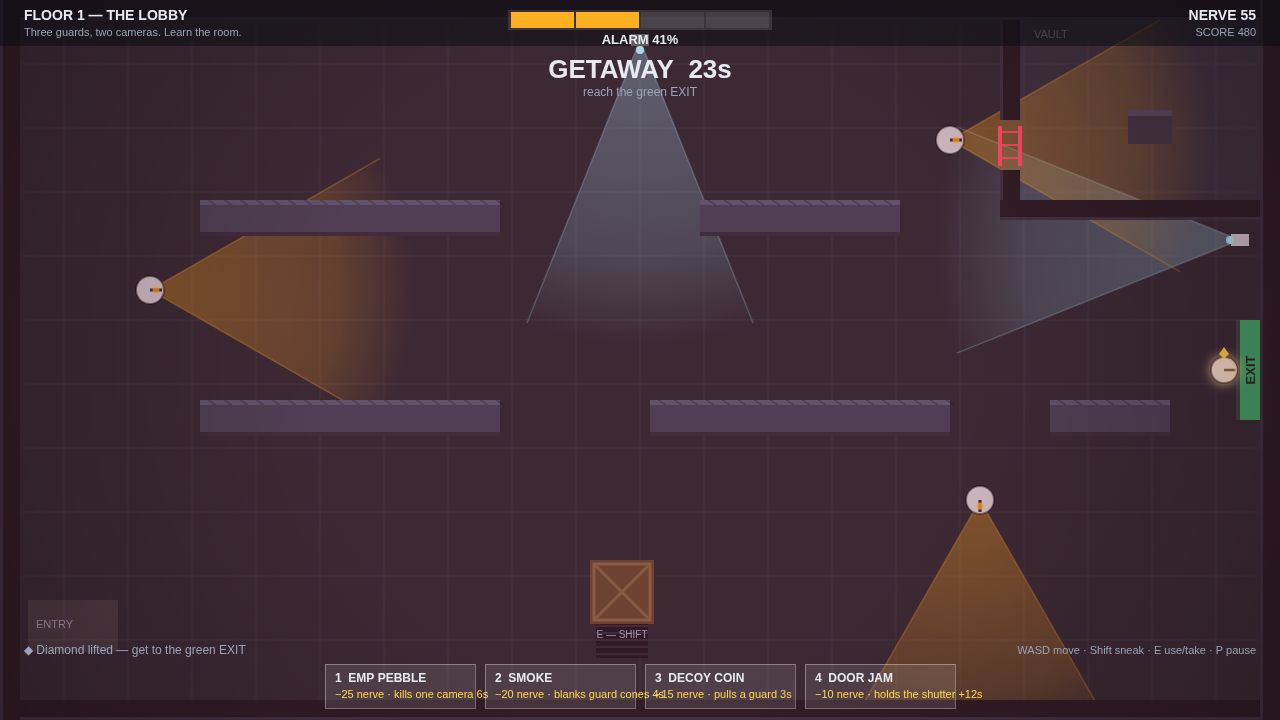 FLOOR 1 — THE LOBBY
Three guards, two cameras. Learn the room.
ALARM 41%
GETAWAY 23s
reach the green EXIT
NERVE 55
SCORE 480
VAULT
EXIT
ENTRY
E — SHIFT
◆ Diamond lifted — get to the green EXIT
WASD move · Shift sneak · E use/take · P pause
1 EMP PEBBLE
−25 nerve · kills one camera 6s
2 SMOKE
−20 nerve · blanks guard cones 4s
3 DECOY COIN
−15 nerve · pulls a guard 3s
4 DOOR JAM
−10 nerve · holds the shutter +12s